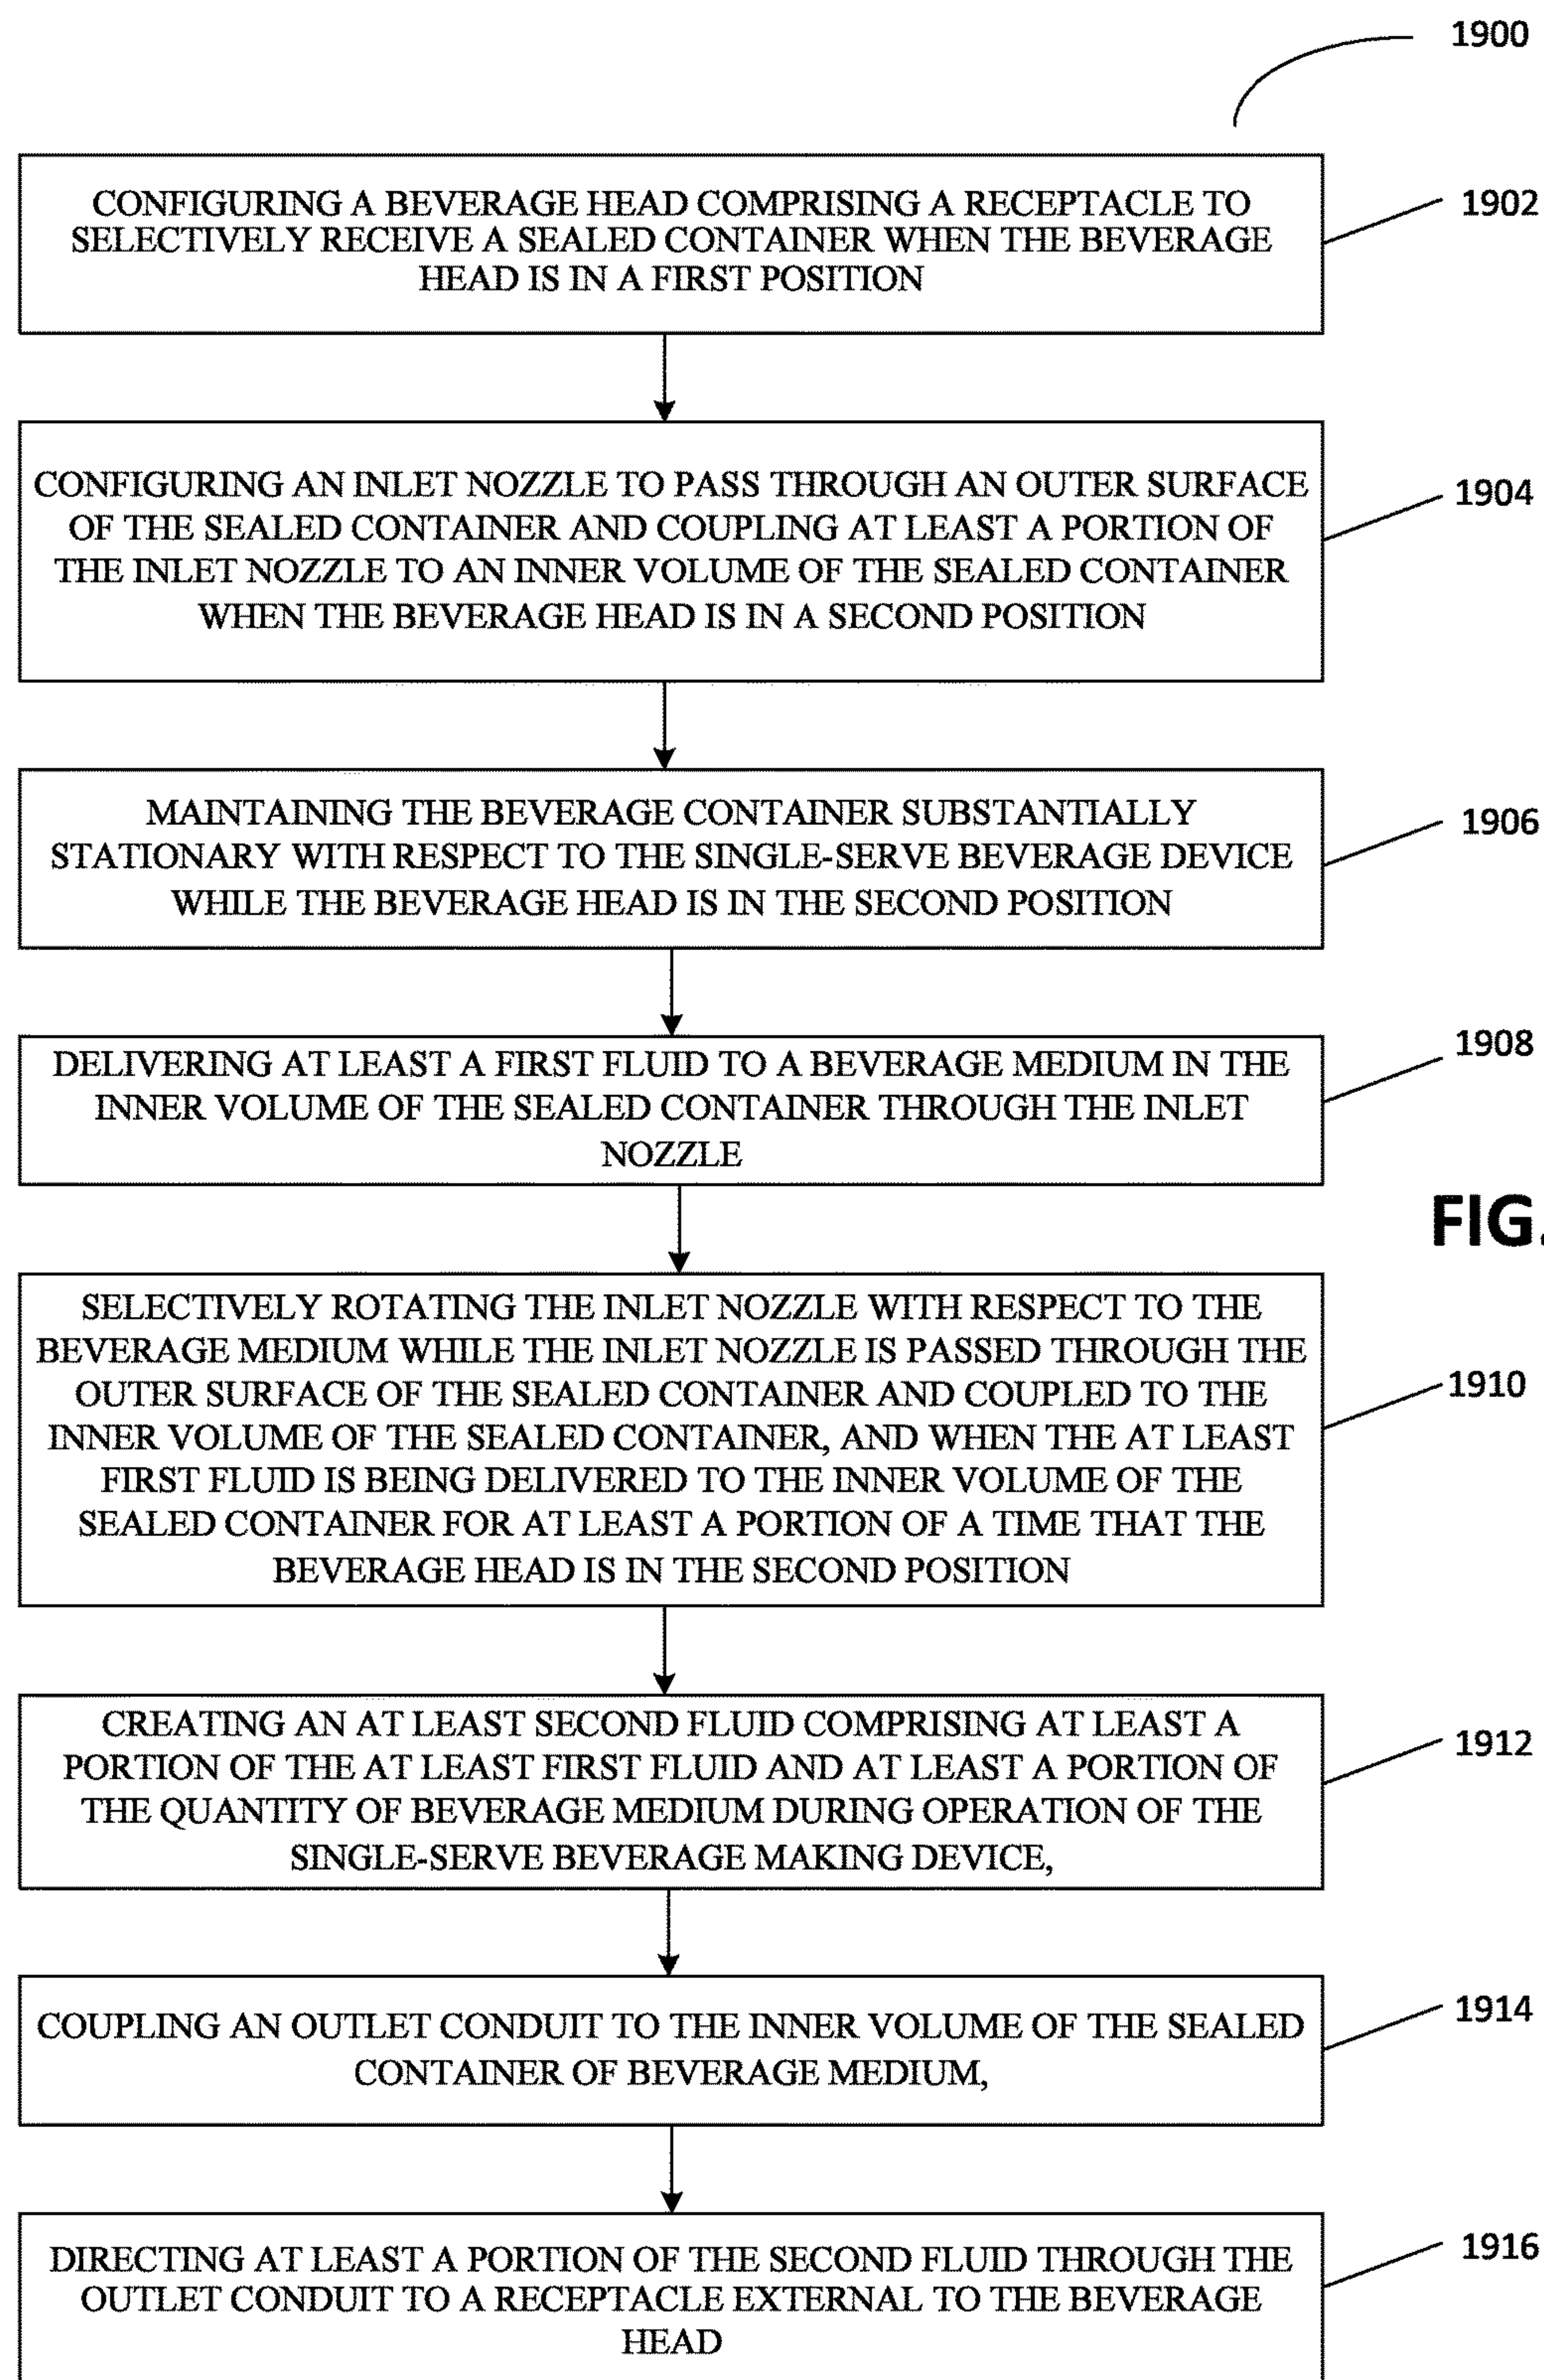 1900
CONFIGURING A BEVERAGE HEAD COMPRISING A RECEPTACLE TO
SELECTIVELY RECEIVE A SEALED CONTAINER WHEN THE BEVERAGE
HEAD IS IN A FIRST POSITION
1902
CONFIGURING AN INLET NOZZLE TO PASS THROUGH AN OUTER SURFACE
OF THE SEALED CONTAINER AND COUPLING AT LEAST A PORTION OF
THE INLET NOZZLE TO AN INNER VOLUME OF THE SEALED CONTAINER
WHEN THE BEVERAGE HEAD IS IN A SECOND POSITION
1904
MAINTAINING THE BEVERAGE CONTAINER SUBSTANTIALLY
STATIONARY WITH RESPECT TO THE SINGLE-SERVE BEVERAGE DEVICE
WHILE THE BEVERAGE HEAD IS IN THE SECOND POSITION
1906
DELIVERING AT LEAST A FIRST FLUID TO A BEVERAGE MEDIUM IN THE
INNER VOLUME OF THE SEALED CONTAINER THROUGH THE INLET
NOZZLE
1908
FIG.
SELECTIVELY ROTATING THE INLET NOZZLE WITH RESPECT TO THE
BEVERAGE MEDIUM WHILE THE INLET NOZZLE IS PASSED THROUGH THE
OUTER SURFACE OF THE SEALED CONTAINER AND COUPLED TO THE
INNER VOLUME OF THE SEALED CONTAINER, AND WHEN THE AT LEAST
FIRST FLUID IS BEING DELIVERED TO THE INNER VOLUME OF THE
SEALED CONTAINER FOR AT LEAST A PORTION OF A TIME THAT THE
BEVERAGE HEAD IS IN THE SECOND POSITION
1910
CREATING AN AT LEAST SECOND FLUID COMPRISING AT LEAST A
PORTION OF THE AT LEAST FIRST FLUID AND AT LEAST A PORTION OF
THE QUANTITY OF BEVERAGE MEDIUM DURING OPERATION OF THE
SINGLE-SERVE BEVERAGE MAKING DEVICE,
1912
COUPLING AN OUTLET CONDUIT TO THE INNER VOLUME OF THE SEALED
CONTAINER OF BEVERAGE MEDIUM,
1914
DIRECTING AT LEAST A PORTION OF THE SECOND FLUID THROUGH THE
OUTLET CONDUIT TO A RECEPTACLE EXTERNAL TO THE BEVERAGE
HEAD
1916